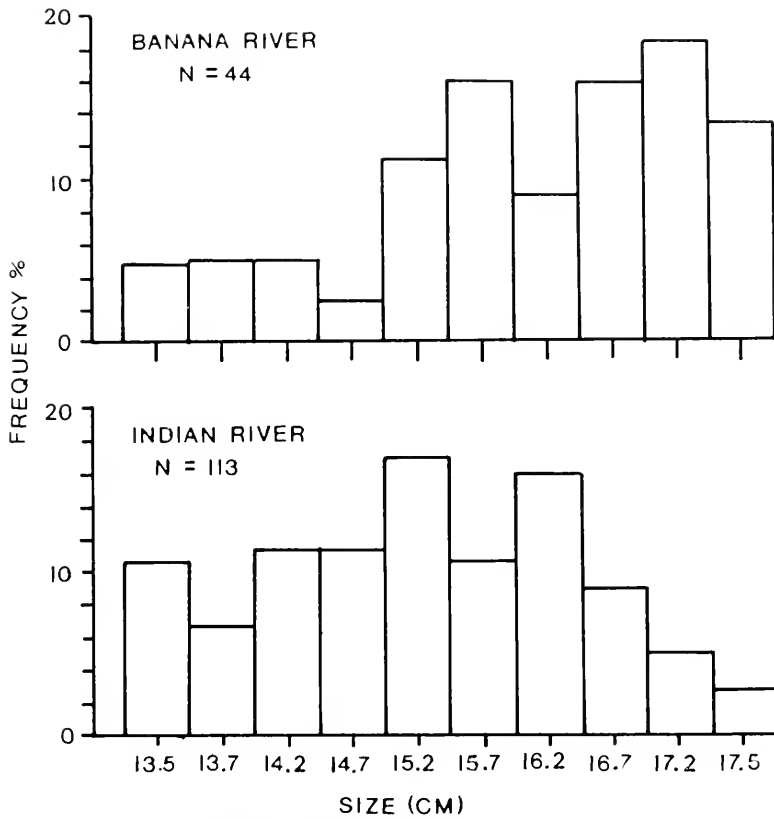 20
BANANA RIVER
N = 44
10
0
FREQUENCY %
20
INDIAN RIVER
N = 113
10
0
13.5 13.7 14.2 14.7 15.2 15.7 16.2 16.7 17.2 17.5
SIZE (CM)